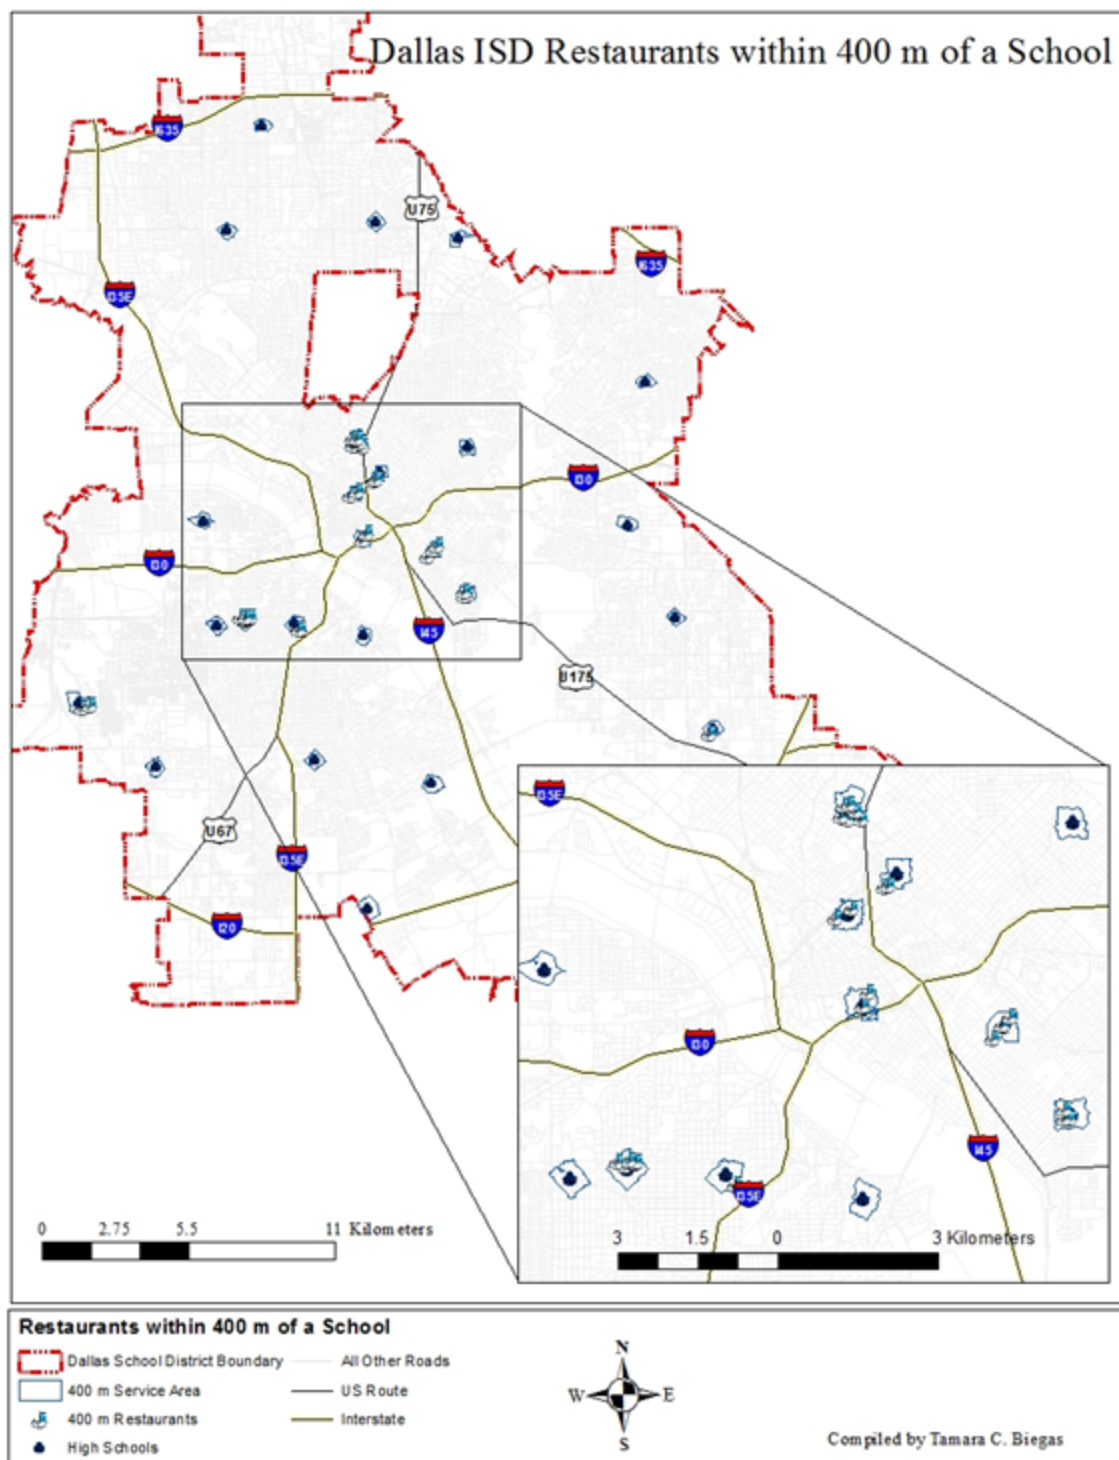 Dallas ISD Restaurants within 400 m of a School
I635
U75
I635
I35E
I30
I30
I45
U175
U67
I35E
I20
I35E
I30
I45
I35E
0 2.75 5.5 11 Kilometers
3 1.5 0 3 Kilometers
Restaurants within 400 m of a School
Dallas School District Boundary
All Other Roads
400 m Service Area
US Route
400 m Restaurants
Interstate
High Schools
N
W E
S
Compiled by Tamara C. Biegas